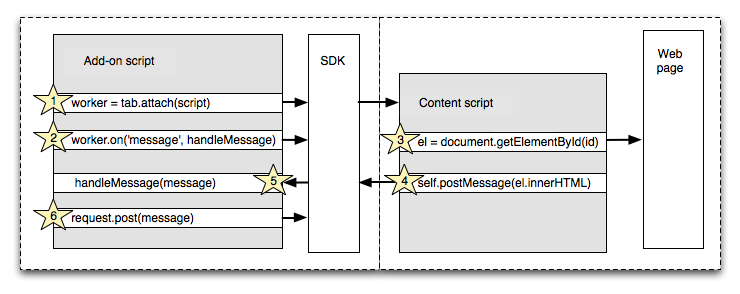 Add-on script
SDK
Web
page
1 worker = tab.attach(script)
Content script
2 worker.on('message', handleMessage)
3 el = document.getElementById(id)
handleMessage(message) 5
4 self.postMessage(el.innerHTML)
6 request.post(message)